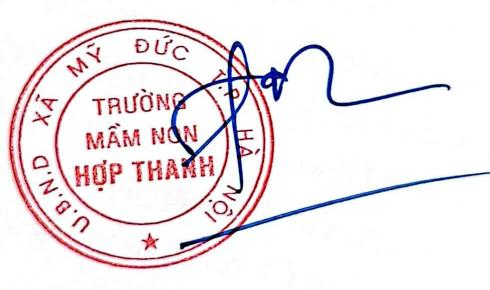 U.B.N.D XÃ MỸ ĐỨC T.P HÀ NỘI
TRƯỜNG
MẦM NON
HỢP THANH